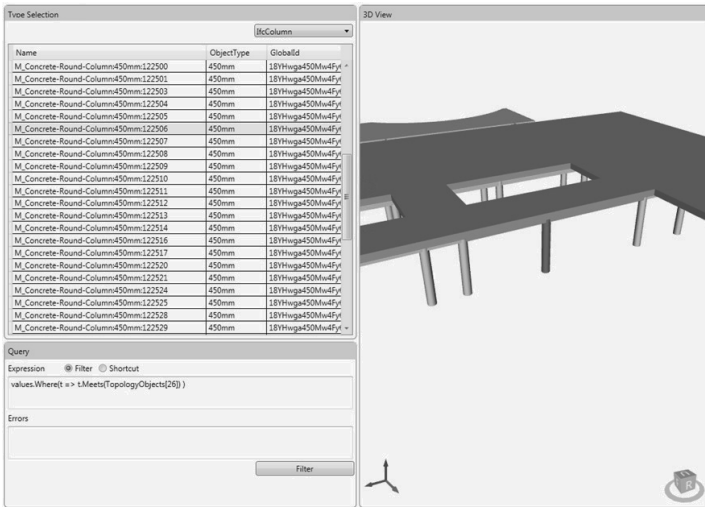 Type Selection
IfcColumn
Name ObjectType GlobalId
M_Concrete-Round-Column:450mm:122500 450mm 18YHwga450Mw4Fy
M_Concrete-Round-Column:450mm:122501 450mm 18YHwga450Mw4Fy
M_Concrete-Round-Column:450mm:122503 450mm 18YHwga450Mw4Fy
M_Concrete-Round-Column:450mm:122504 450mm 18YHwga450Mw4Fy
M_Concrete-Round-Column:450mm:122505 450mm 18YHwga450Mw4Fy
M_Concrete-Round-Column:450mm:122506 450mm 18YHwga450Mw4Fy
M_Concrete-Round-Column:450mm:122507 450mm 18YHwga450Mw4Fy
M_Concrete-Round-Column:450mm:122508 450mm 18YHwga450Mw4Fy
M_Concrete-Round-Column:450mm:122509 450mm 18YHwga450Mw4Fy
M_Concrete-Round-Column:450mm:122510 450mm 18YHwga450Mw4Fy
M_Concrete-Round-Column:450mm:122511 450mm 18YHwga450Mw4Fy
M_Concrete-Round-Column:450mm:122512 450mm 18YHwga450Mw4Fy
M_Concrete-Round-Column:450mm:122513 450mm 18YHwga450Mw4Fy
M_Concrete-Round-Column:450mm:122514 450mm 18YHwga450Mw4Fy
M_Concrete-Round-Column:450mm:122516 450mm 18YHwga450Mw4Fy
M_Concrete-Round-Column:450mm:122517 450mm 18YHwga450Mw4Fy
M_Concrete-Round-Column:450mm:122520 450mm 18YHwga450Mw4Fy
M_Concrete-Round-Column:450mm:122521 450mm 18YHwga450Mw4Fy
M_Concrete-Round-Column:450mm:122524 450mm 18YHwga450Mw4Fy
M_Concrete-Round-Column:450mm:122525 450mm 18YHwga450Mw4Fy
M_Concrete-Round-Column:450mm:122528 450mm 18YHwga450Mw4Fy
M_Concrete-Round-Column:450mm:122529 450mm 18YHwga450Mw4Fy
Query
Expression Filter Shortcut
values.Where(t => t.Meets(TopologyObjects[26]) )
Errors
Filter
3D View
R